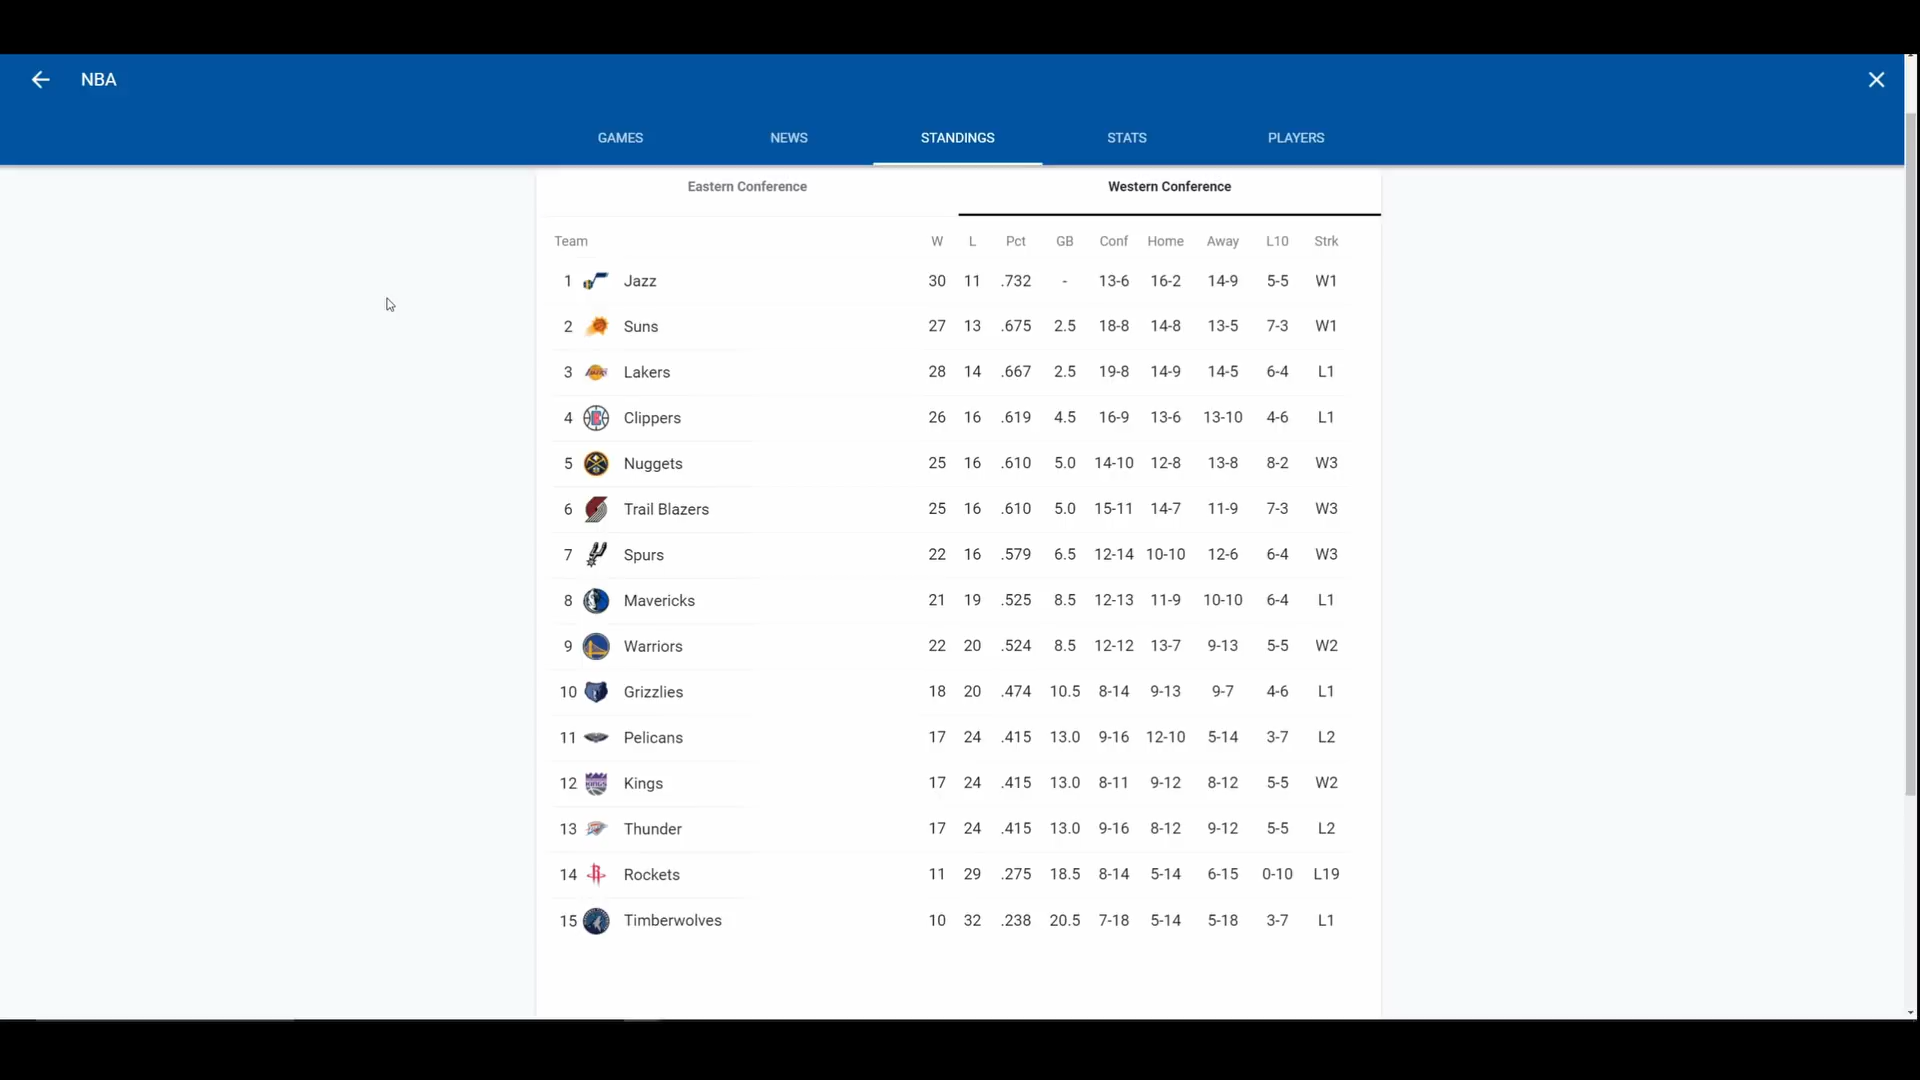 NBA
GAMES NEWS STANDINGS STATS PLAYERS
Eastern Conference Western Conference
Team W L Pct GB Conf Home Away L10 Strk
1 Jazz 30 11 .732 - 13-6 16-2 14-9 5-5 W1
2 Suns 27 13 .675 2.5 18-8 14-8 13-5 7-3 W1
3 Lakers 28 14 .667 2.5 19-8 14-9 14-5 6-4 L1
4 Clippers 26 16 .619 4.5 16-9 13-6 13-10 4-6 L1
5 Nuggets 25 16 .610 5.0 14-10 12-8 13-8 8-2 W3
6 Trail Blazers 25 16 .610 5.0 15-11 14-7 11-9 7-3 W3
7 Spurs 22 16 .579 6.5 12-14 10-10 12-6 6-4 W3
8 Mavericks 21 19 .525 8.5 12-13 11-9 10-10 6-4 L1
9 Warriors 22 20 .524 8.5 12-12 13-7 9-13 5-5 W2
10 Grizzlies 18 20 .474 10.5 8-14 9-13 9-7 4-6 L1
11 Pelicans 17 24 .415 13.0 9-16 12-10 5-14 3-7 L2
12 Kings 17 24 .415 13.0 8-11 9-12 8-12 5-5 W2
13 Thunder 17 24 .415 13.0 9-16 8-12 9-12 5-5 L2
14 Rockets 11 29 .275 18.5 8-14 5-14 6-15 0-10 L19
15 Timberwolves 10 32 .238 20.5 7-18 5-14 5-18 3-7 L1